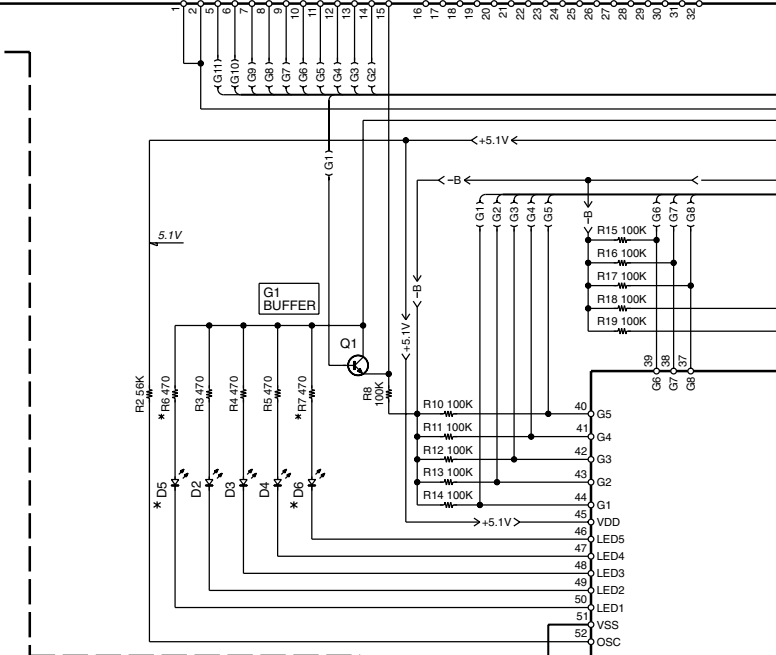 1 2 5 6 7 8 9 10 11 12 13 14 15 16 17 18 19 20 21 22 23 24 25 26 27 28 29 30 31 32
G11 G10 G9 G8 G7 G6 G5 G4 G3 G2
+5.1V
G1
–B
G1 G2 G3 G4 G5
–B
G6 G7 G8
R15 100K
5.1V
R16 100K
R17 100K
–B
G1
BUFFER
R18 100K
R19 100K
+5.1V
Q1
39 38 37
G6 G7 G8
R2 56K
*R6 470
R3 470
R4 470
R5 470
*R7 470
R8
100K
R10 100K
40 G5
R11 100K
41 G4
R12 100K
42 G3
R13 100K
43 G2
R14 100K
44 G1
*D5
D2
D3
D4
*D6
+5.1V
45 VDD
46 LED5
47 LED4
48 LED3
49 LED2
50 LED1
51 VSS
52 OSC